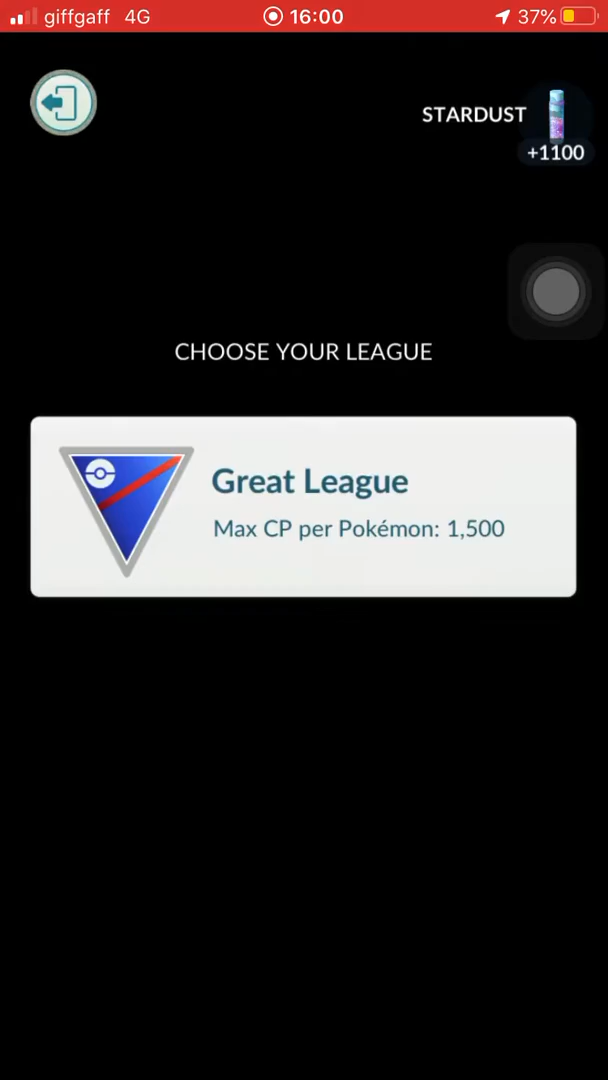 giffgaff 4G 16:00 37%
STARDUST
+1100
CHOOSE YOUR LEAGUE
Great League
Max CP per Pokémon: 1,500